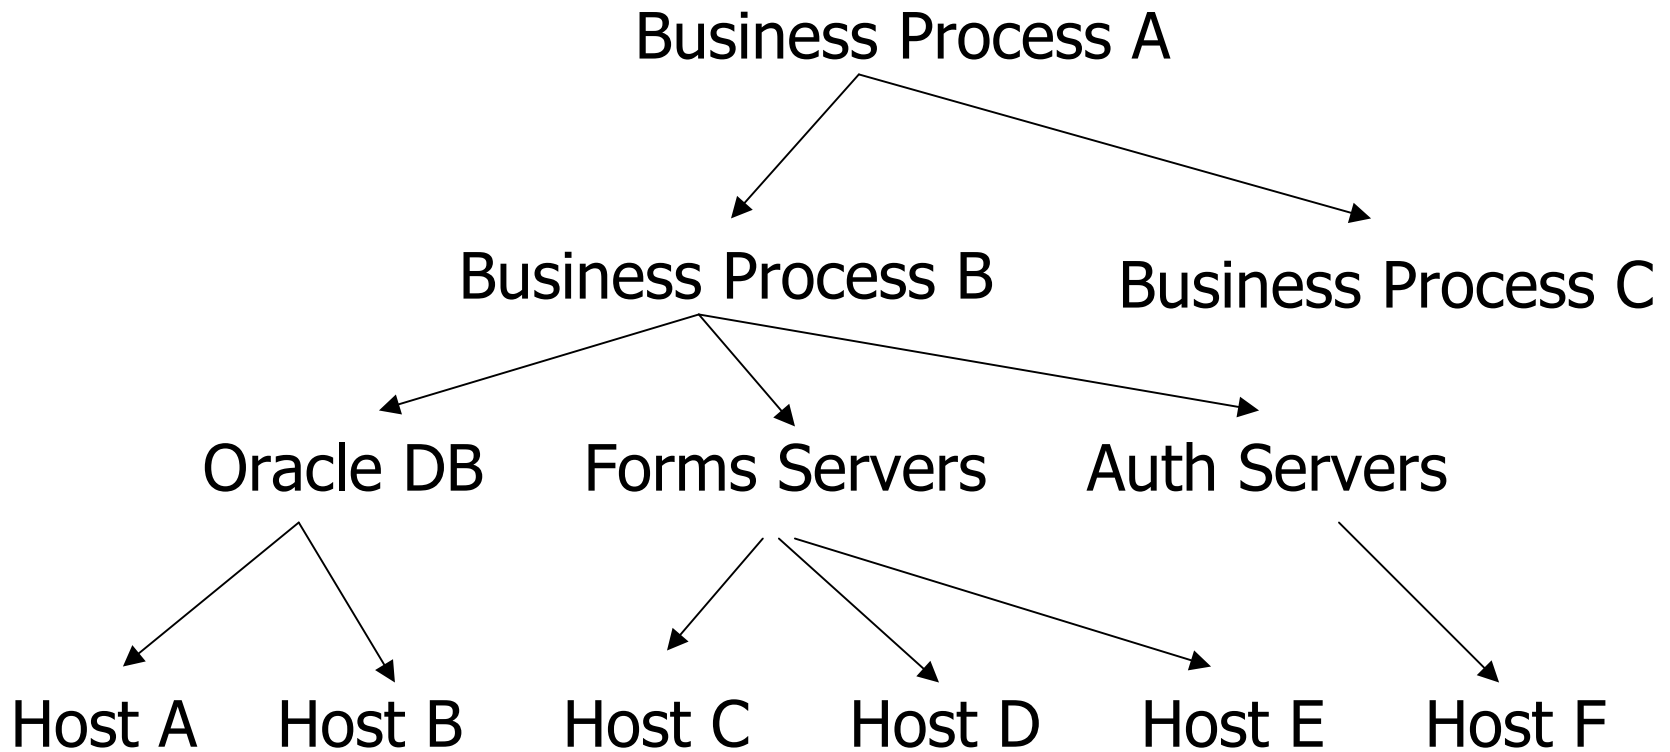 Business Process A
Business Process B
Business Process C
Oracle DB
Forms Servers
Auth Servers
Host A
Host B
Host C
Host D
Host E
Host F